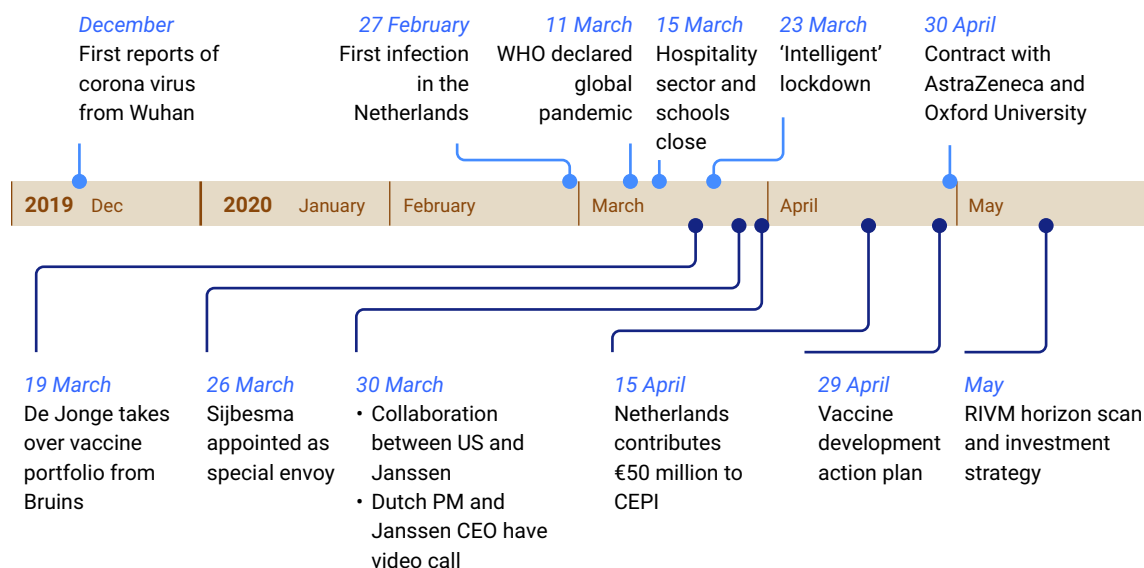 December
First reports of
corona virus
from Wuhan
27 February
First infection
in the
Netherlands
11 March
WHO declared
global
pandemic
15 March
Hospitality
sector and
schools
close
23 March
‘Intelligent’
lockdown
30 April
Contract with
AstraZeneca and
Oxford University
2019 Dec
2020 January
February
March
April
May
19 March
De Jonge takes
over vaccine
portfolio from
Bruins
26 March
Sijbesma
appointed as
special envoy
30 March
• Collaboration
between US and
Janssen
• Dutch PM and
Janssen CEO have
video call
15 April
Netherlands
contributes
€50 million to
CEPI
29 April
Vaccine
development
action plan
May
RIVM horizon scan
and investment
strategy